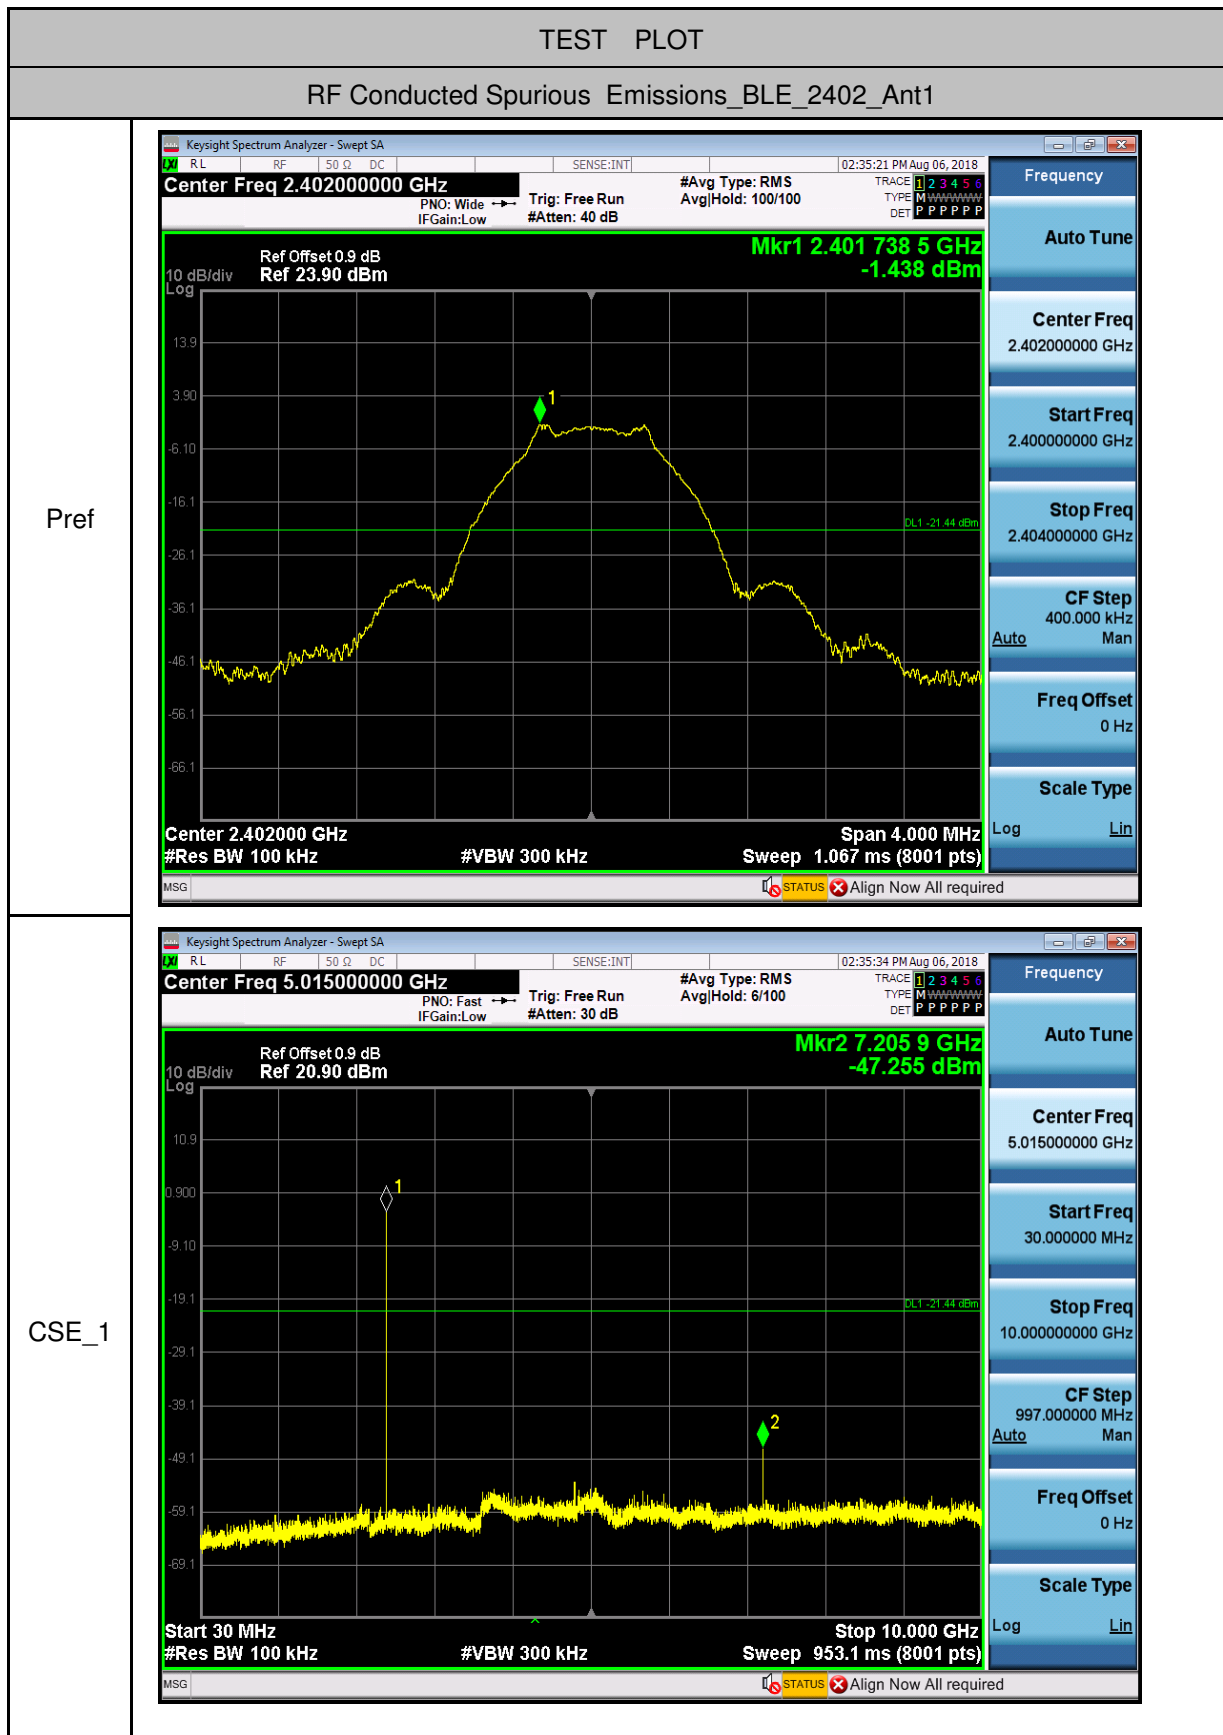 TEST PLOT
RF Conducted Spurious Emissions_BLE_2402_Ant1
Pref
Keysight Spectrum Analyzer - Swept SA
LXI RL RF 50 Ω DC SENSE:INT 02:35:21 PM Aug 06, 2018
Center Freq 2.402000000 GHz
PNO: Wide
IFGain:Low
Trig: Free Run
#Atten: 40 dB
#Avg Type: RMS
Avg|Hold: 100/100
TRACE 1 2 3 4 5 6
TYPE M W W W W W
DET P P P P P P
Frequency
Mkr1 2.401 738 5 GHz
-1.438 dBm
Ref Offset 0.9 dB
10 dB/div Ref 23.90 dBm
Log
13.9
3.90
-6.10
-16.1
-26.1
-36.1
-46.1
-56.1
-66.1
1
DL1 -21.44 dBm
Center 2.402000 GHz Span 4.000 MHz
#Res BW 100 kHz #VBW 300 kHz Sweep 1.067 ms (8001 pts)
Auto Tune
Center Freq
2.402000000 GHz
Start Freq
2.400000000 GHz
Stop Freq
2.404000000 GHz
CF Step
400.000 kHz
Auto Man
Freq Offset
0 Hz
Scale Type
Log Lin
MSG STATUS Align Now All required
CSE_1
Keysight Spectrum Analyzer - Swept SA
LXI RL RF 50 Ω DC SENSE:INT 02:35:34 PM Aug 06, 2018
Center Freq 5.015000000 GHz
PNO: Fast
IFGain:Low
Trig: Free Run
#Atten: 30 dB
#Avg Type: RMS
Avg|Hold: 6/100
TRACE 1 2 3 4 5 6
TYPE M W W W W W
DET P P P P P P
Frequency
Mkr2 7.205 9 GHz
-47.255 dBm
Ref Offset 0.9 dB
10 dB/div Ref 20.90 dBm
Log
10.9
0.900
-9.10
-19.1
-29.1
-39.1
-49.1
-59.1
-69.1
1
2
DL1 -21.44 dBm
Start 30 MHz Stop 10.000 GHz
#Res BW 100 kHz #VBW 300 kHz Sweep 953.1 ms (8001 pts)
Auto Tune
Center Freq
5.015000000 GHz
Start Freq
30.000000 MHz
Stop Freq
10.000000000 GHz
CF Step
997.000000 MHz
Auto Man
Freq Offset
0 Hz
Scale Type
Log Lin
MSG STATUS Align Now All required